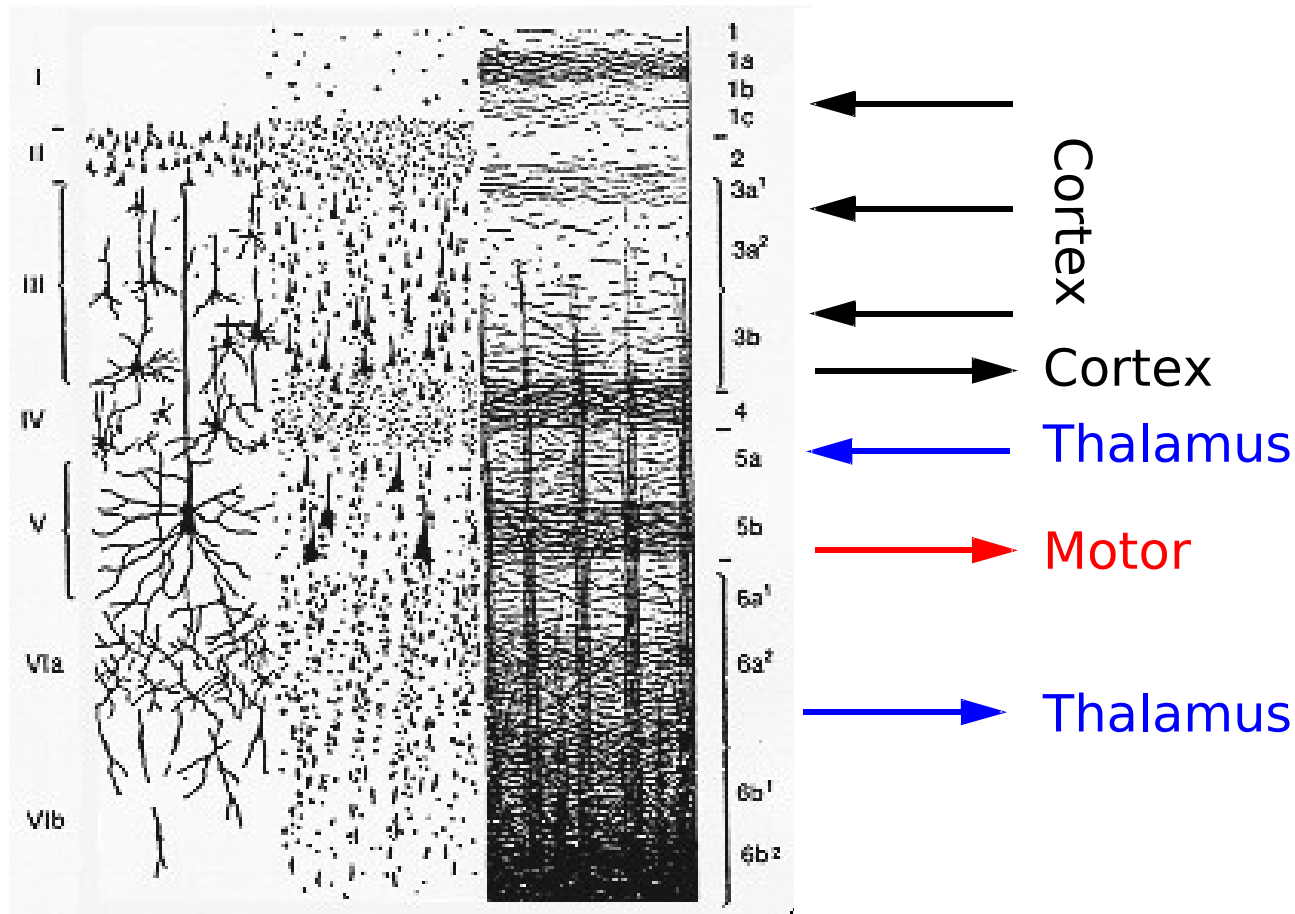 I
II
III
IV
V
VIa
VIb
1
1a
1b
1c
2
3a¹
3a²
3b
4
5a
5b
6a¹
6a²
6b¹
6b²
Cortex
Cortex
Thalamus
Motor
Thalamus